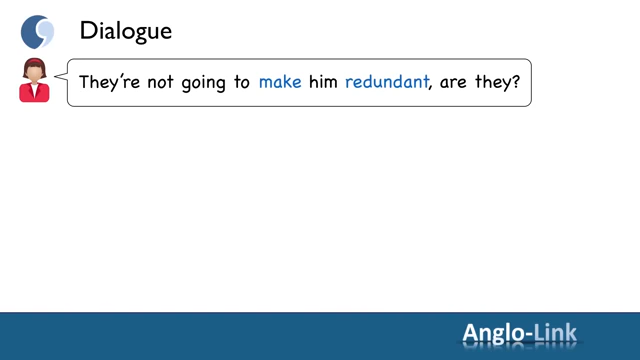 Dialogue
They're not going to make him redundant, are they?
Anglo-Link